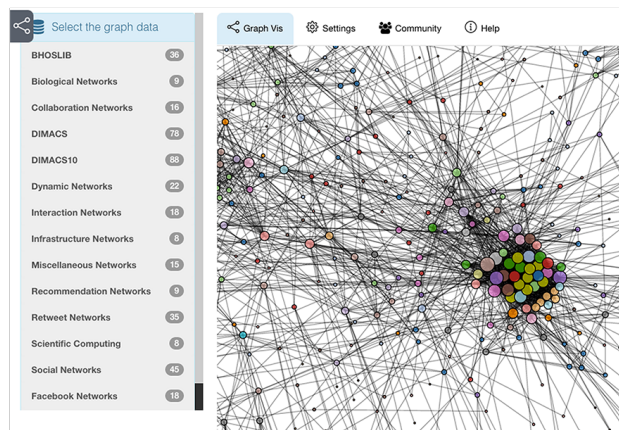 Select the graph data
BHOSLIB 36
Biological Networks 9
Collaboration Networks 16
DIMACS 78
DIMACS10 88
Dynamic Networks 22
Interaction Networks 18
Infrastructure Networks 8
Miscellaneous Networks 15
Recommendation Networks 9
Retweet Networks 35
Scientific Computing 8
Social Networks 45
Facebook Networks 18
Graph Vis Settings Community Help